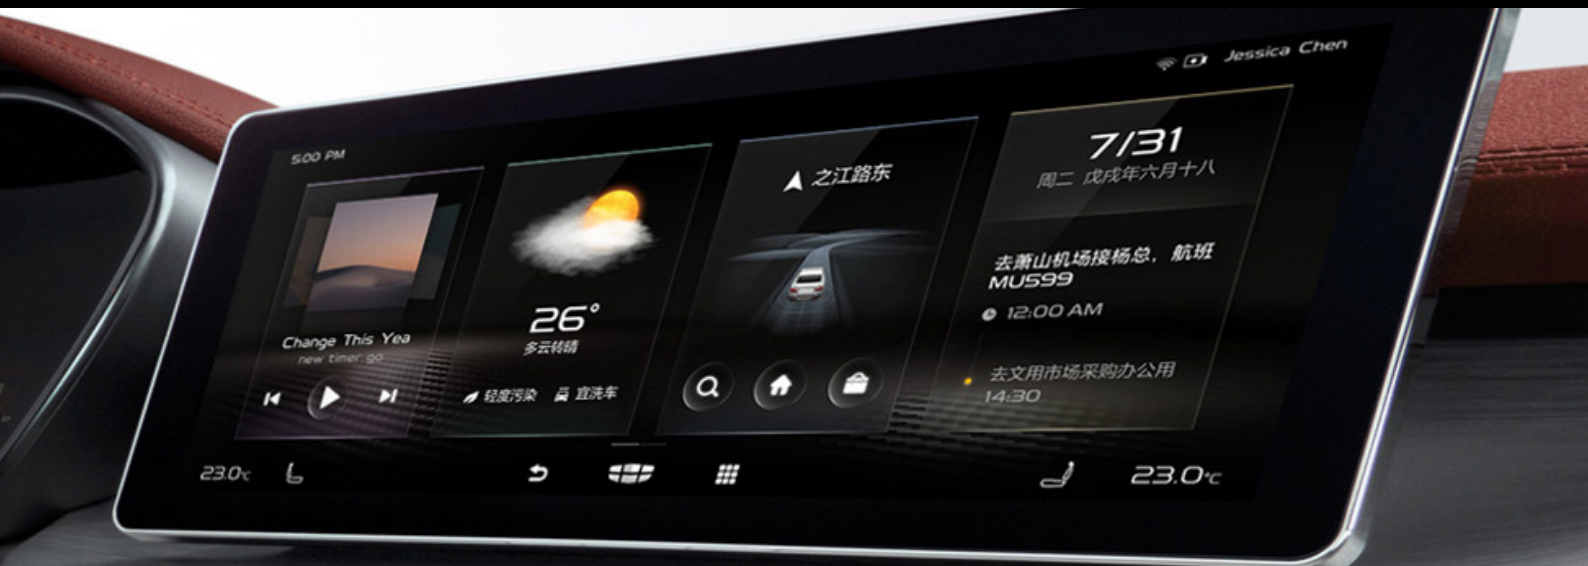 Jessica Chen
5:00 PM
Change This Yea
new timer go
26°
多云转晴
轻度污染 宜洗车
之江路东
7/31
周二 戊戌年六月十八
去萧山机场接杨总，航班
MU599
12:00 AM
去文用市场采购办公用
14:30
23.0℃
23.0℃